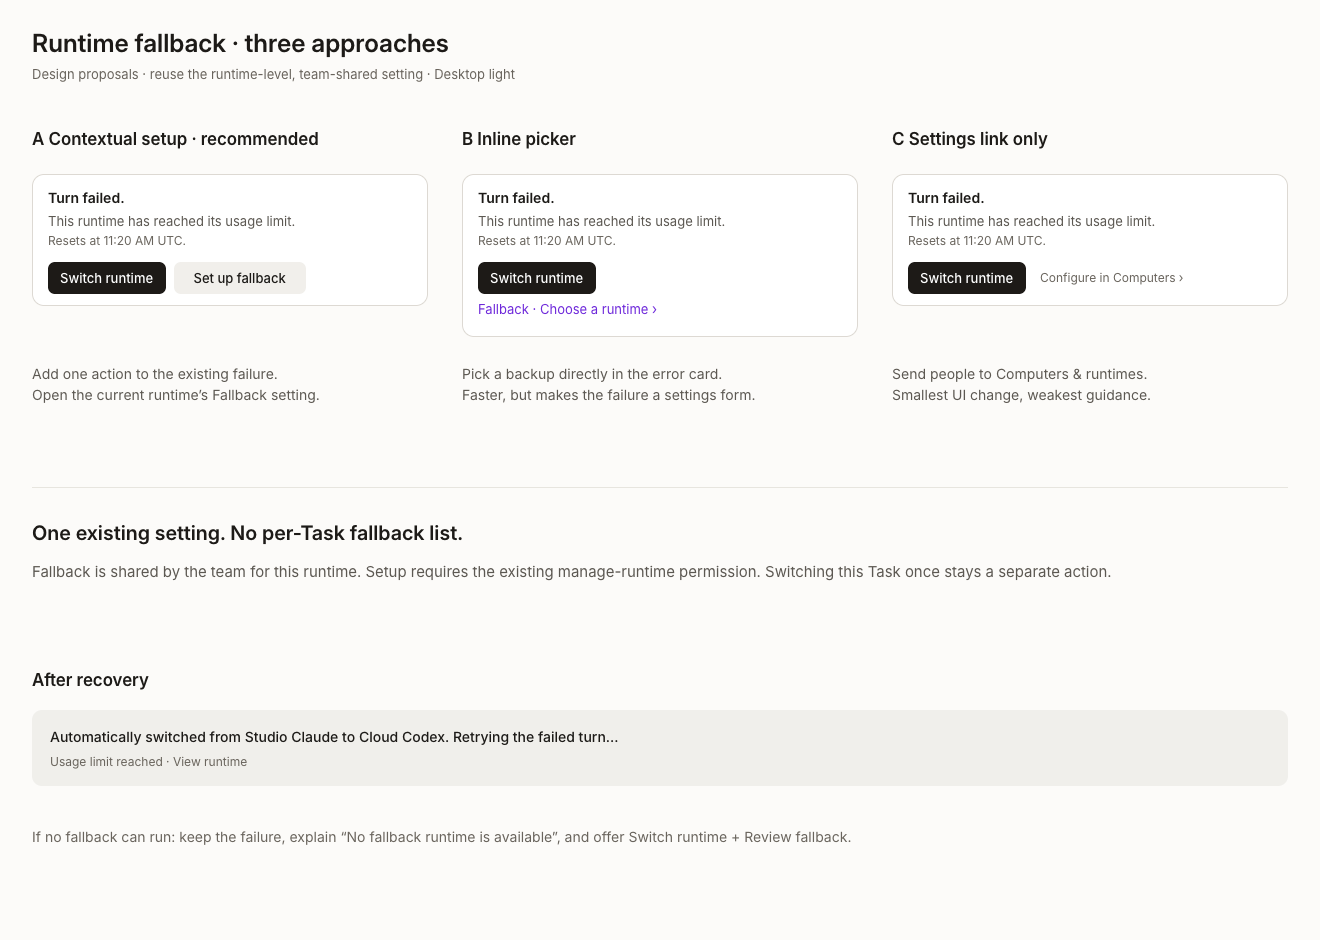 Runtime fallback · three approaches
Design proposals · reuse the runtime-level, team-shared setting · Desktop light
A Contextual setup · recommended
Turn failed.
This runtime has reached its usage limit.
Resets at 11:20 AM UTC.
Switch runtime
Set up fallback
Add one action to the existing failure.
Open the current runtime’s Fallback setting.
B Inline picker
Turn failed.
This runtime has reached its usage limit.
Resets at 11:20 AM UTC.
Switch runtime
Fallback · Choose a runtime ›
Pick a backup directly in the error card.
Faster, but makes the failure a settings form.
C Settings link only
Turn failed.
This runtime has reached its usage limit.
Resets at 11:20 AM UTC.
Switch runtime
Configure in Computers ›
Send people to Computers & runtimes.
Smallest UI change, weakest guidance.
One existing setting. No per-Task fallback list.
Fallback is shared by the team for this runtime. Setup requires the existing manage-runtime permission. Switching this Task once stays a separate action.
After recovery
Automatically switched from Studio Claude to Cloud Codex. Retrying the failed turn…
Usage limit reached · View runtime
If no fallback can run: keep the failure, explain “No fallback runtime is available”, and offer Switch runtime + Review fallback.